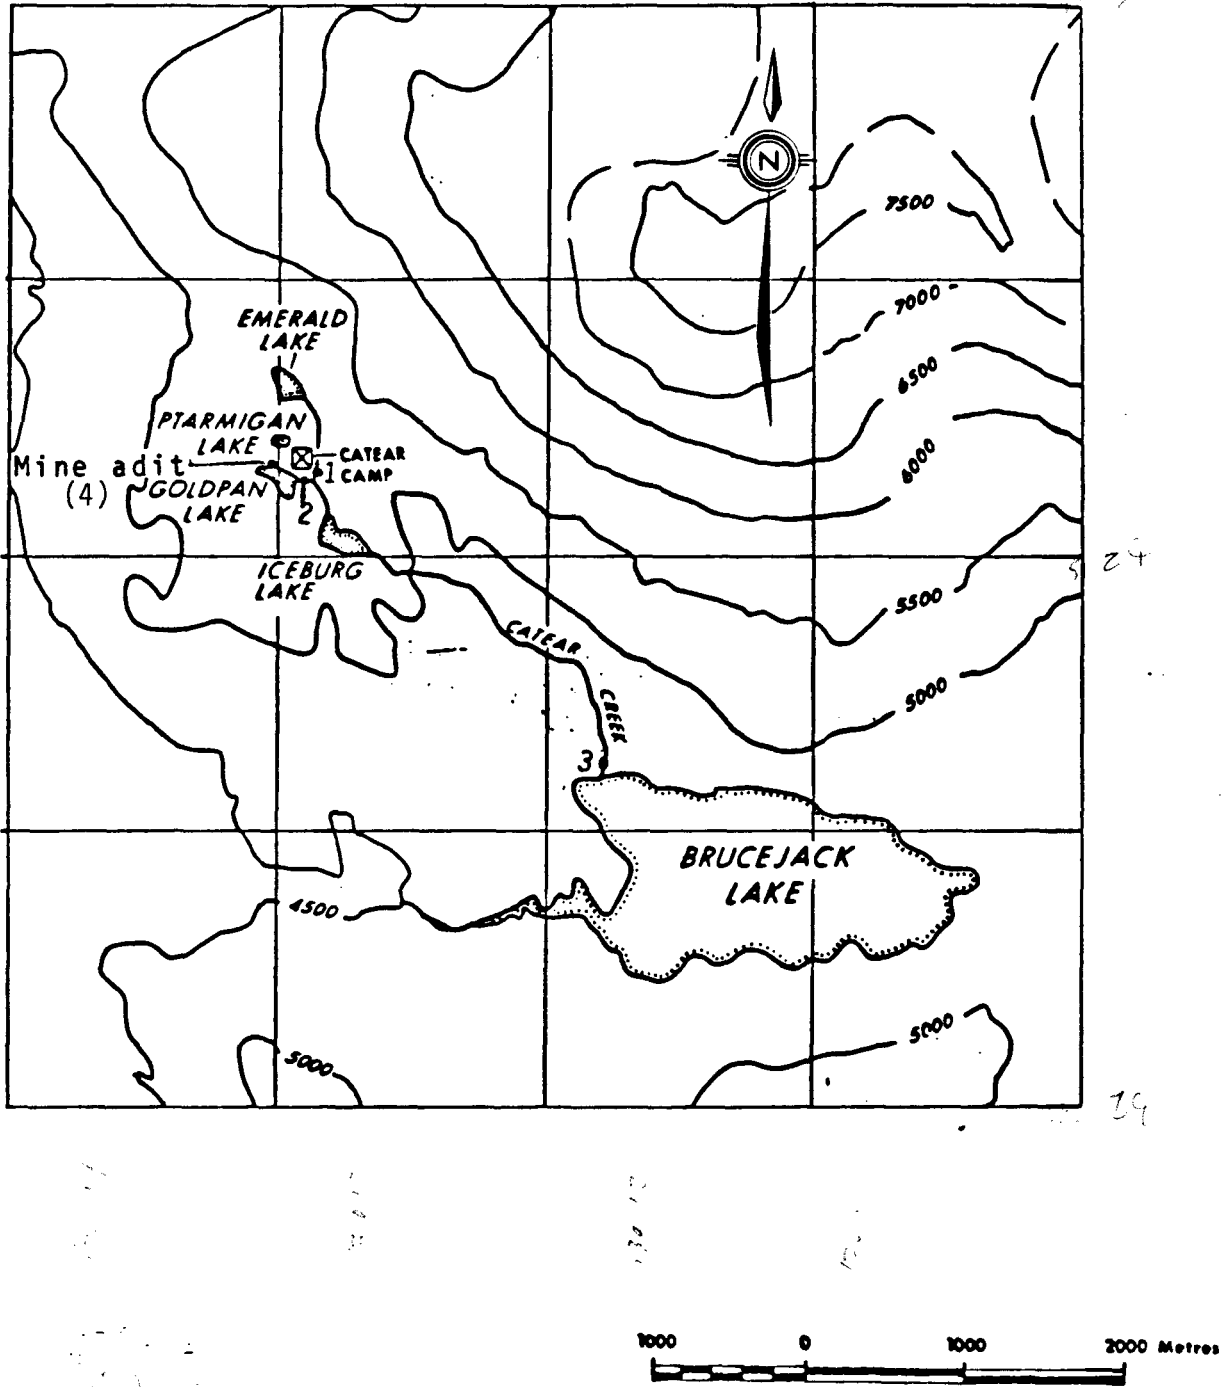 N
7500
7000
6500
6000
EMERALD
LAKE
PTARMIGAN
LAKE
CATEAR
CAMP
1
Mine adit
(4)
GOLDPAN
LAKE
2
ICEBURG
LAKE
24
5500
CATEAR
CREEK
5000
3
BRUCEJACK
LAKE
4500
5000
5000
1000 0 1000 2000 Metres